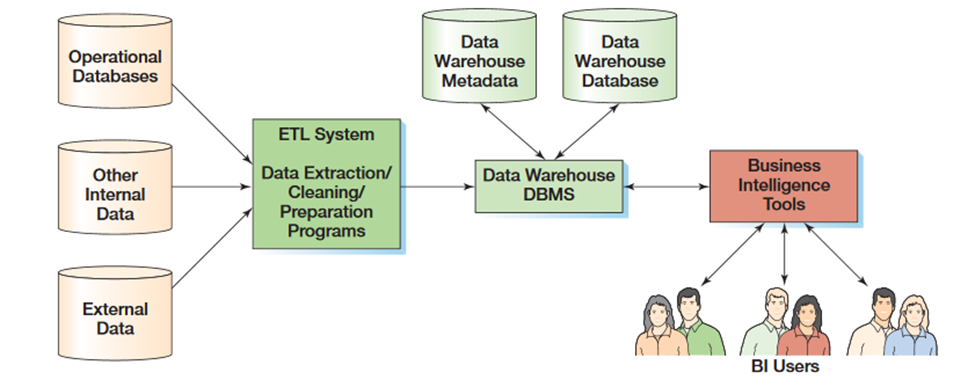 Operational
Databases
Other
Internal
Data
External
Data
ETL System
Data Extraction/
Cleaning/
Preparation
Programs
Data
Warehouse
Metadata
Data
Warehouse
Database
Data Warehouse
DBMS
Business
Intelligence
Tools
BI Users